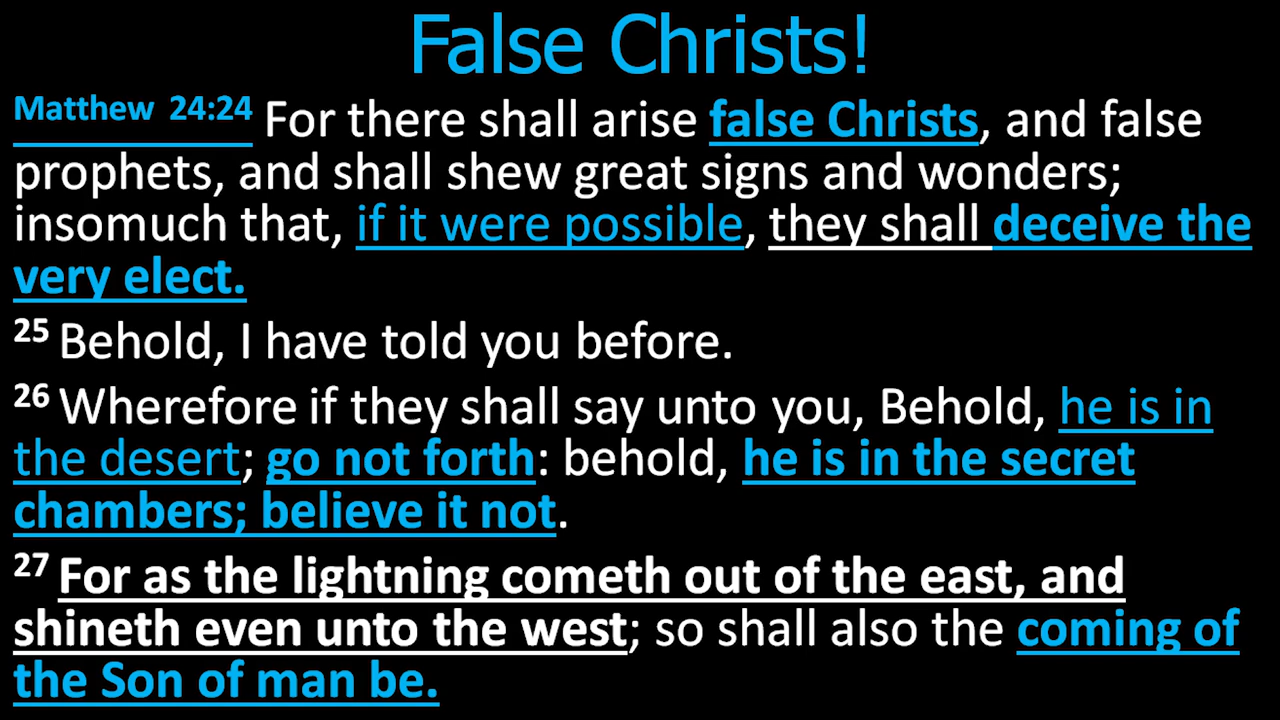 False Christs!
Matthew 24:24 For there shall arise false Christs, and false
prophets, and shall shew great signs and wonders;
insomuch that, if it were possible, they shall deceive the
very elect.
25 Behold, I have told you before.
26 Wherefore if they shall say unto you, Behold, he is in
the desert; go not forth: behold, he is in the secret
chambers; believe it not.
27 For as the lightning cometh out of the east, and
shineth even unto the west; so shall also the coming of
the Son of man be.